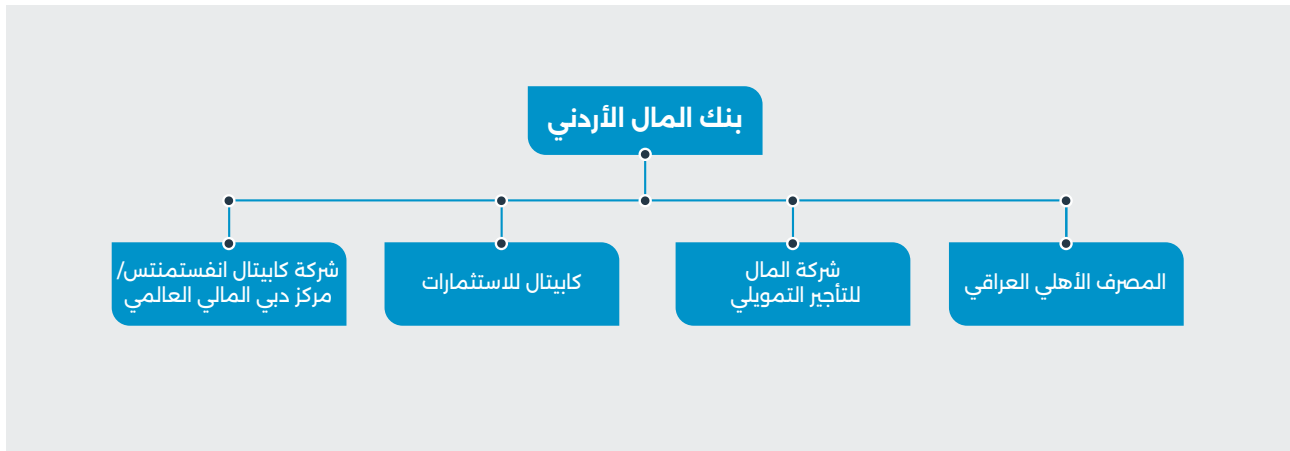 بنك المال الأردني
المصرف الأهلي العراقي
شركة المال
للتأجير التمويلي
كابيتال للاستثمارات
شركة كابيتال انفستمنتس/
مركز دبي المالي العالمي